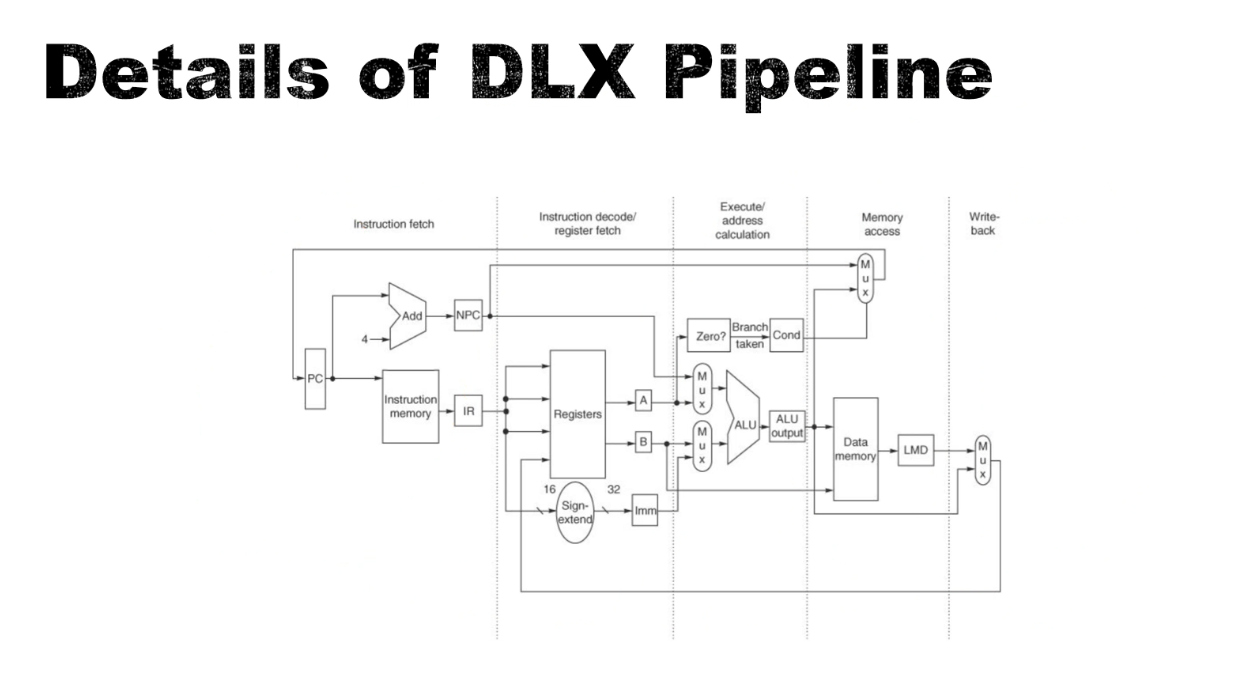 Details of DLX Pipeline
Instruction fetch
Instruction decode/
register fetch
Execute/
address
calculation
Memory
access
Write-
back
M
u
x
Add
NPC
4
Zero?
Branch
taken
Cond
PC
Instruction
memory
IR
Registers
A
B
M
u
x
M
u
x
ALU
ALU
output
Data
memory
LMD
M
u
x
16
32
Sign-
extend
Imm